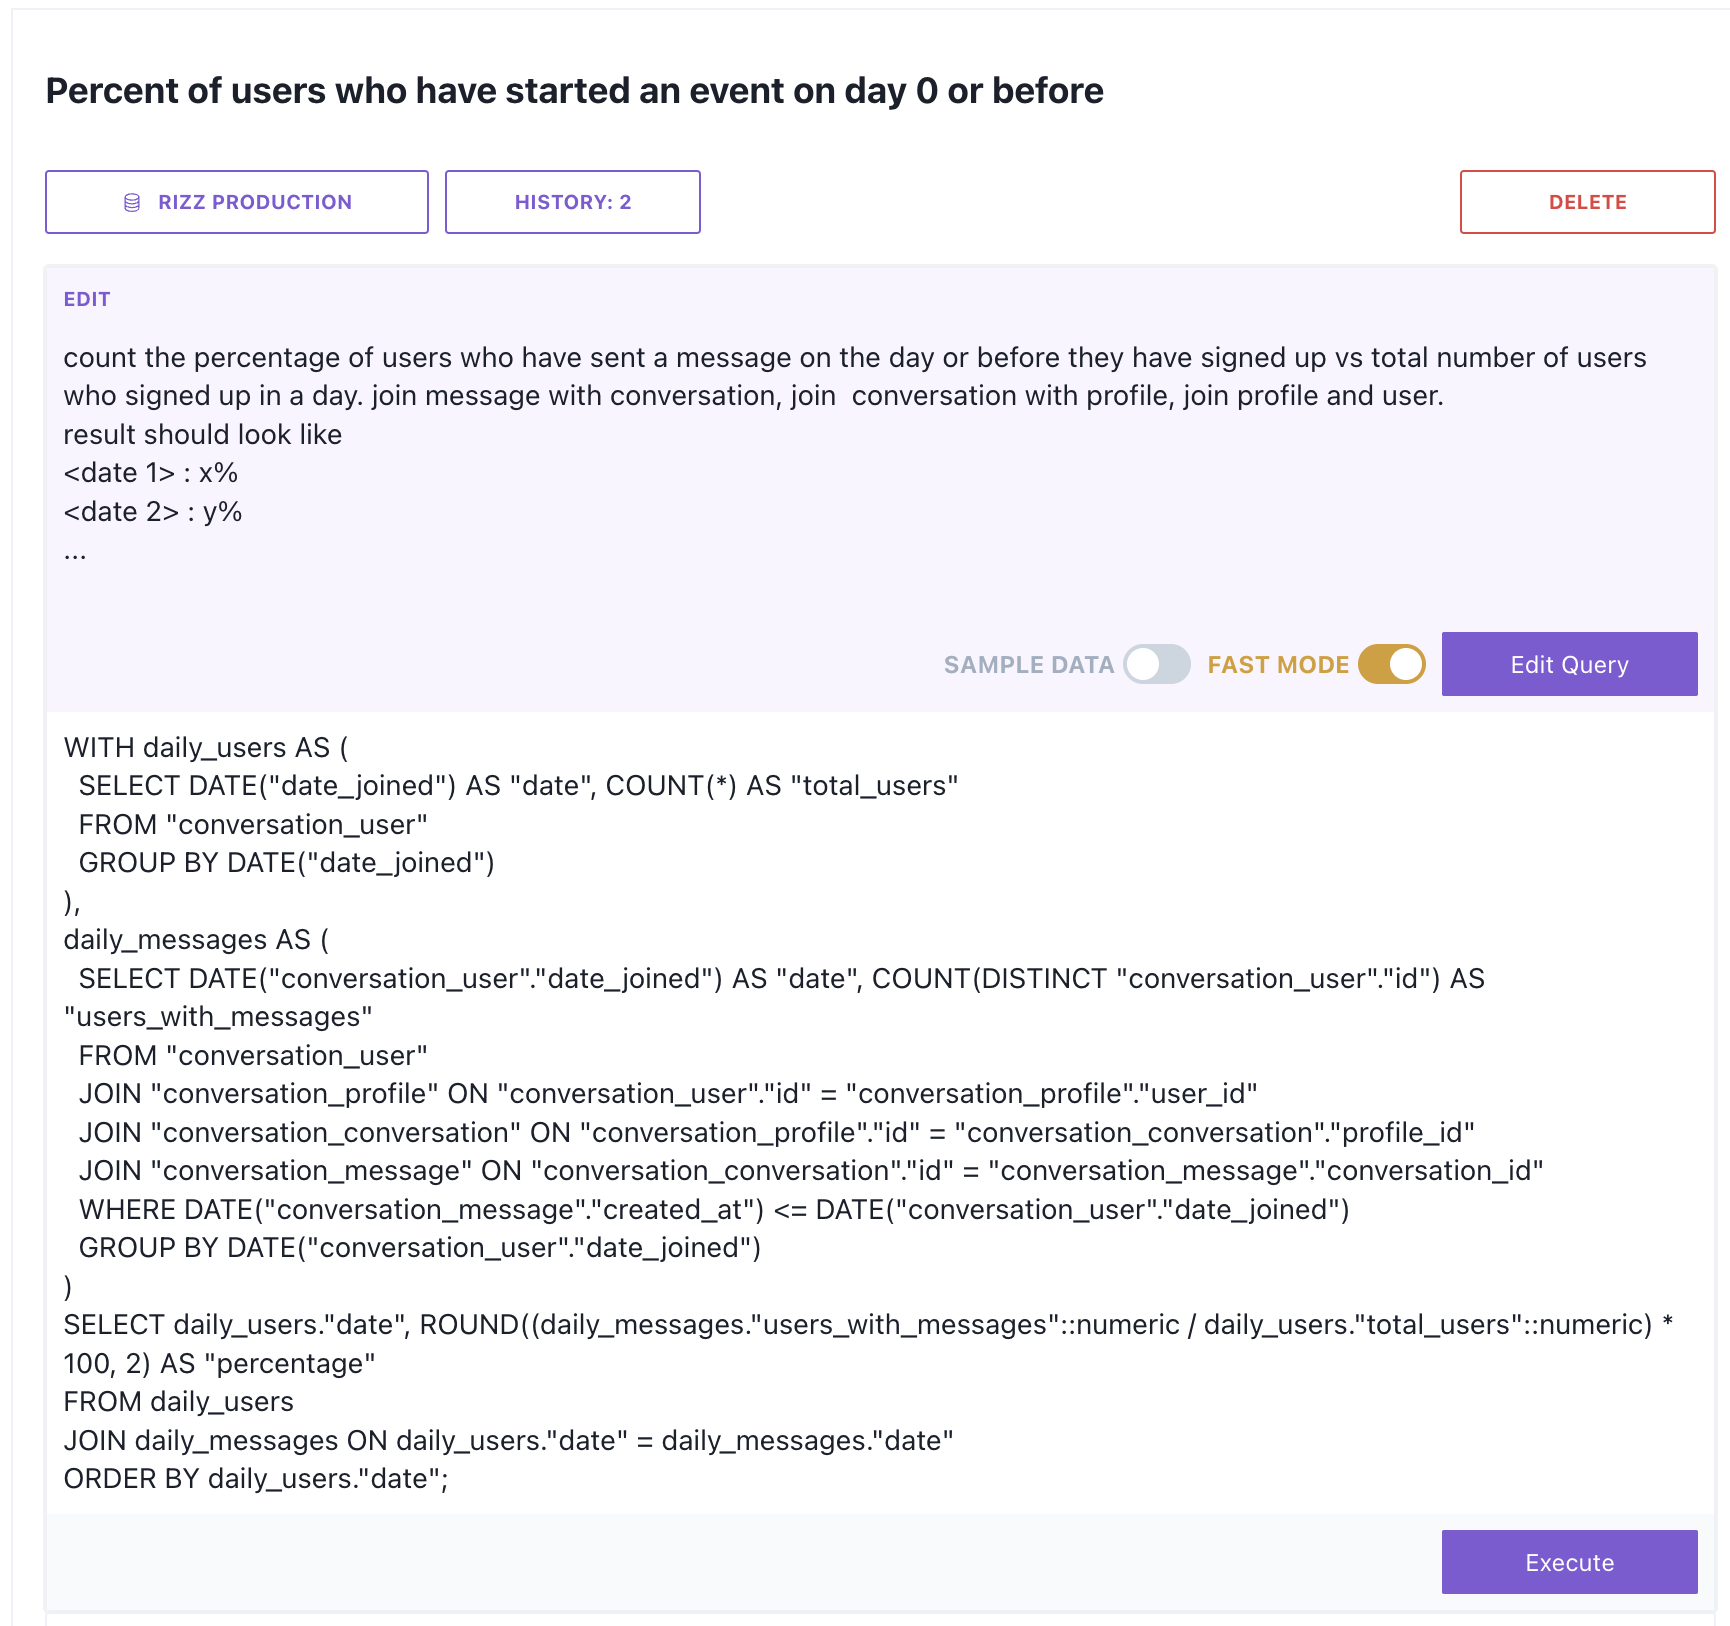 Percent of users who have started an event on day 0 or before
RIZZ PRODUCTION
HISTORY: 2
DELETE
EDIT
count the percentage of users who have sent a message on the day or before they have signed up vs total number of users
who signed up in a day. join message with conversation, join  conversation with profile, join profile and user.
result should look like
<date 1> : x%
<date 2> : y%
...
SAMPLE DATA
FAST MODE
Edit Query
WITH daily_users AS (
  SELECT DATE("date_joined") AS "date", COUNT(*) AS "total_users"
  FROM "conversation_user"
  GROUP BY DATE("date_joined")
),
daily_messages AS (
  SELECT DATE("conversation_user"."date_joined") AS "date", COUNT(DISTINCT "conversation_user"."id") AS
"users_with_messages"
  FROM "conversation_user"
  JOIN "conversation_profile" ON "conversation_user"."id" = "conversation_profile"."user_id"
  JOIN "conversation_conversation" ON "conversation_profile"."id" = "conversation_conversation"."profile_id"
  JOIN "conversation_message" ON "conversation_conversation"."id" = "conversation_message"."conversation_id"
  WHERE DATE("conversation_message"."created_at") <= DATE("conversation_user"."date_joined")
  GROUP BY DATE("conversation_user"."date_joined")
)
SELECT daily_users."date", ROUND((daily_messages."users_with_messages"::numeric / daily_users."total_users"::numeric) *
100, 2) AS "percentage"
FROM daily_users
JOIN daily_messages ON daily_users."date" = daily_messages."date"
ORDER BY daily_users."date";
Execute